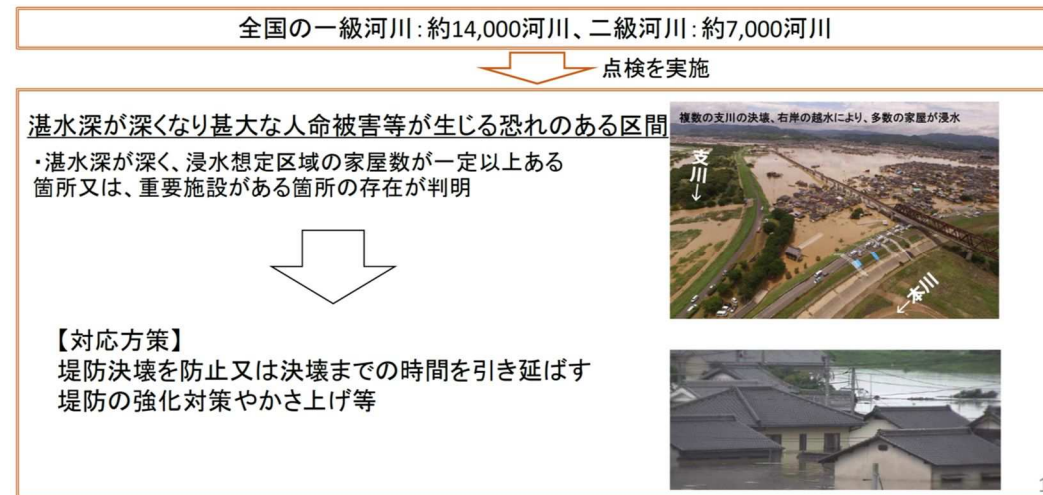 全国の一級河川：約14,000河川、二級河川：約7,000河川
点検を実施
湛水深が深くなり甚大な人命被害等が生じる恐れのある区間
・湛水深が深く、浸水想定区域の家屋数が一定以上ある
箇所又は、重要施設がある箇所の存在が判明
複数の支川の決壊、右岸の越水により、多数の家屋が浸水
支川→
←本川
【対応方策】
堤防決壊を防止又は決壊までの時間を引き延ばす
堤防の強化対策やかさ上げ等